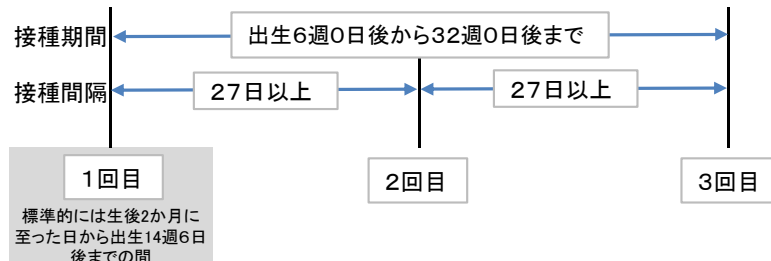 接種期間
出生6週0日後から32週0日後まで
接種間隔
27日以上
27日以上
1回目
2回目
3回目
標準的には生後2か月に
至った日から出生14週6日
後までの間